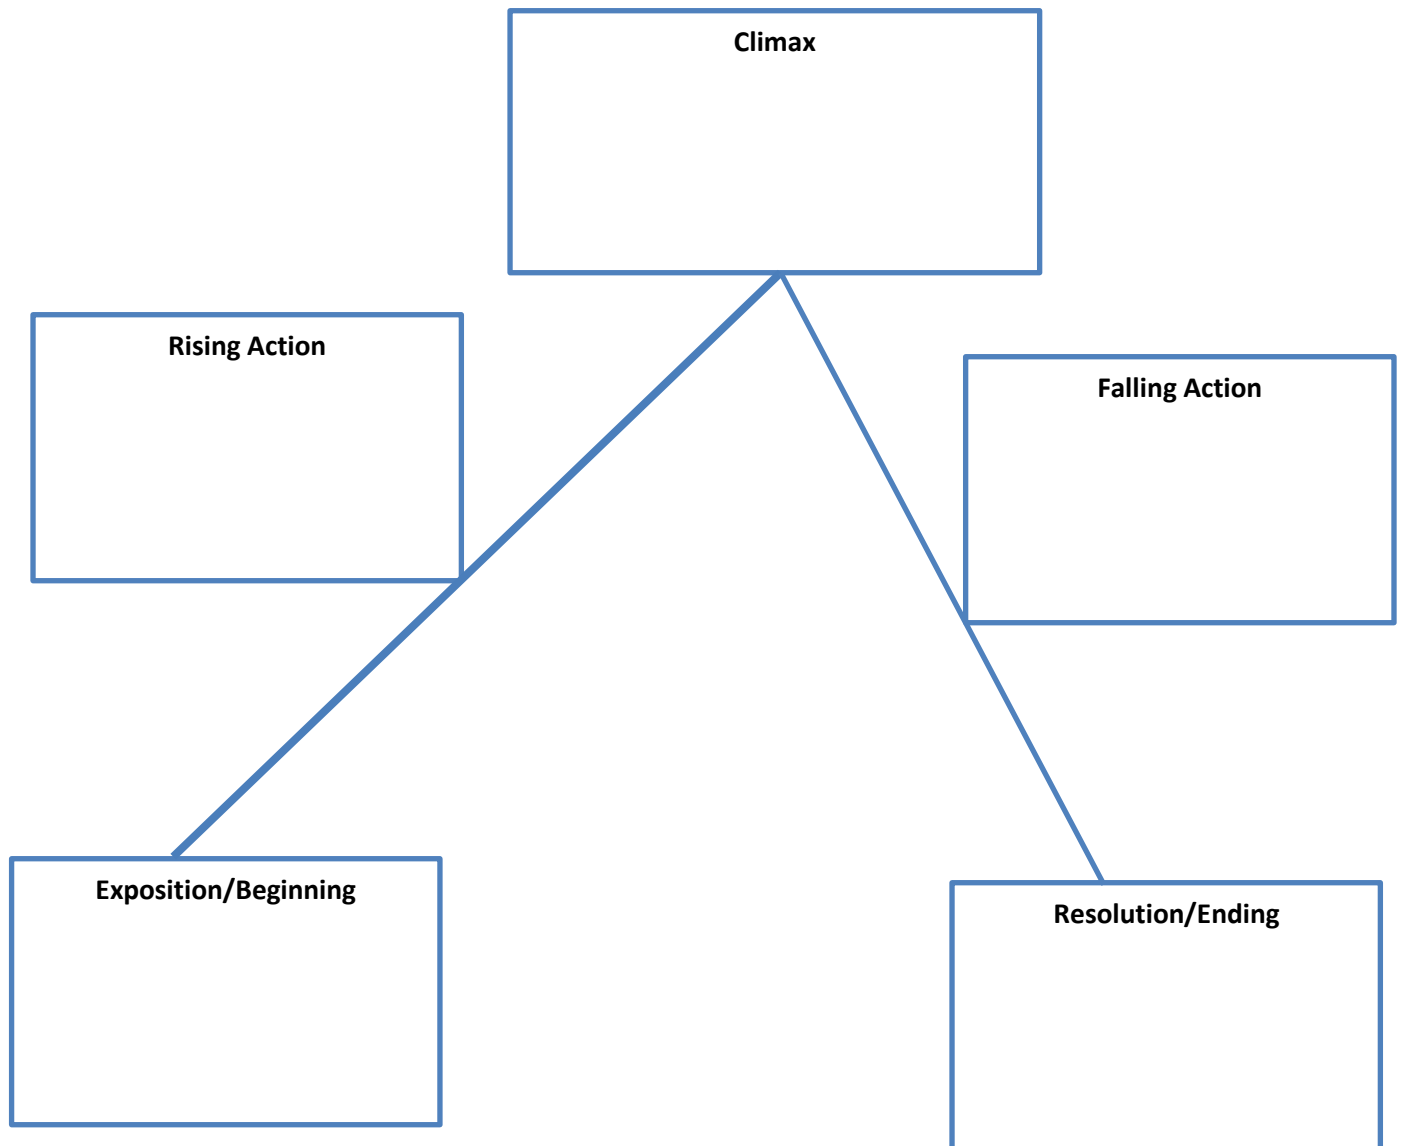 Climax
Rising Action
Falling Action
Exposition/Beginning
Resolution/Ending